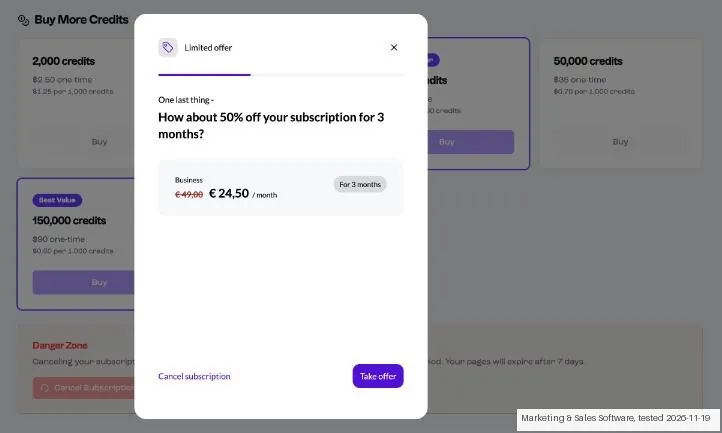 Buy More Credits
2,000 credits
$2.50 one-time
$1.25 per 1,000 credits
Buy
Limited offer
One last thing -
How about 50% off your subscription for 3
months?
Business
€ 49,00 € 24,50 / month
For 3 months
Cancel subscription
Take offer
Buy
50,000 credits
$35 one-time
$0.70 per 1,000 credits
Buy
Best Value
150,000 credits
$90 one-time
$0.60 per 1,000 credits
Buy
Danger Zone
Canceling your subscript
Your pages will expire after 7 days.
Cancel Subscription
Marketing & Sales Software, tested 2025-11-19